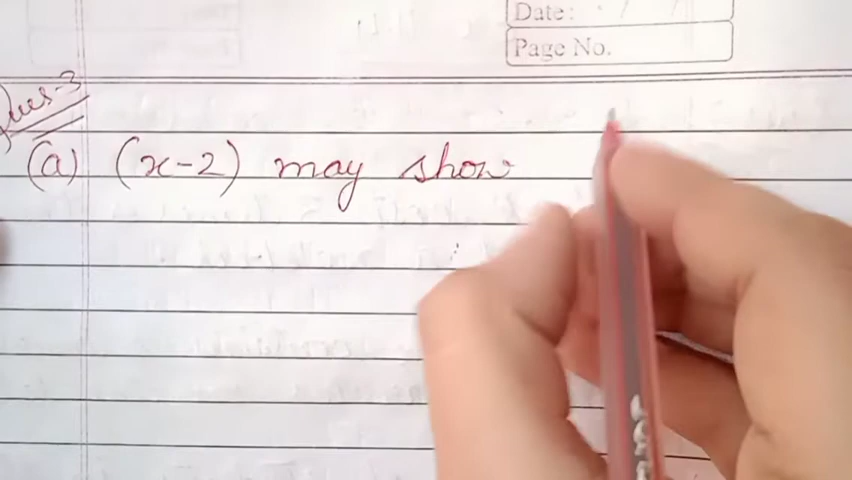 Date: / /
Page No.
Ques-3
(a) (x-2) may show